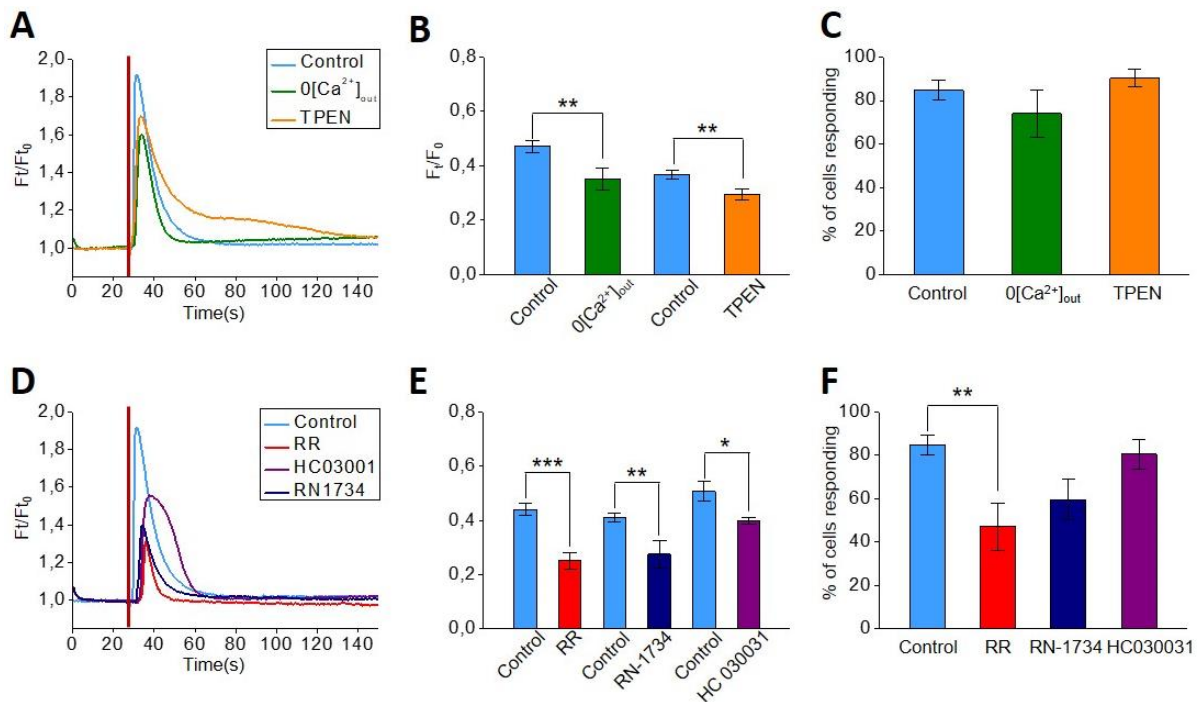 A
2,0
1,8
1,6
1,4
1,2
1,0
Ft/Ft₀
0 20 40 60 80 100 120 140
Time(s)
Control
0[Ca²⁺]out
TPEN
B
0,8
0,6
0,4
0,2
0,0
Ft/F₀
**
**
Control
0[Ca²⁺]out
Control
TPEN
C
100
80
60
40
20
0
% of cells responding
Control 0[Ca²⁺]out TPEN
D
2,0
1,8
1,6
1,4
1,2
1,0
Ft/Ft₀
0 20 40 60 80 100 120 140
Time(s)
Control
RR
HC03001
RN1734
E
0,8
0,6
0,4
0,2
0,0
***
**
*
Control
RR
Control
RN-1734
Control
HC 030031
F
100
80
60
40
20
0
% of cells responding
**
Control RR RN-1734 HC030031